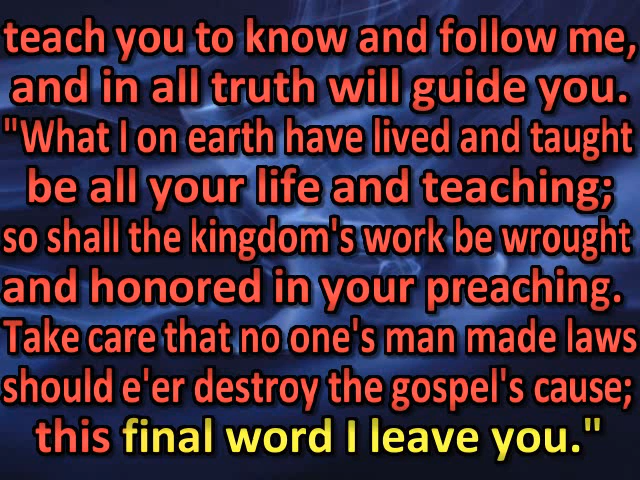 teach you to know and follow me,
and in all truth will guide you.
"What I on earth have lived and taught
be all your life and teaching;
so shall the kingdom's work be wrought
and honored in your preaching.
Take care that no one's man made laws
should e'er destroy the gospel's cause;
this final word I leave you."